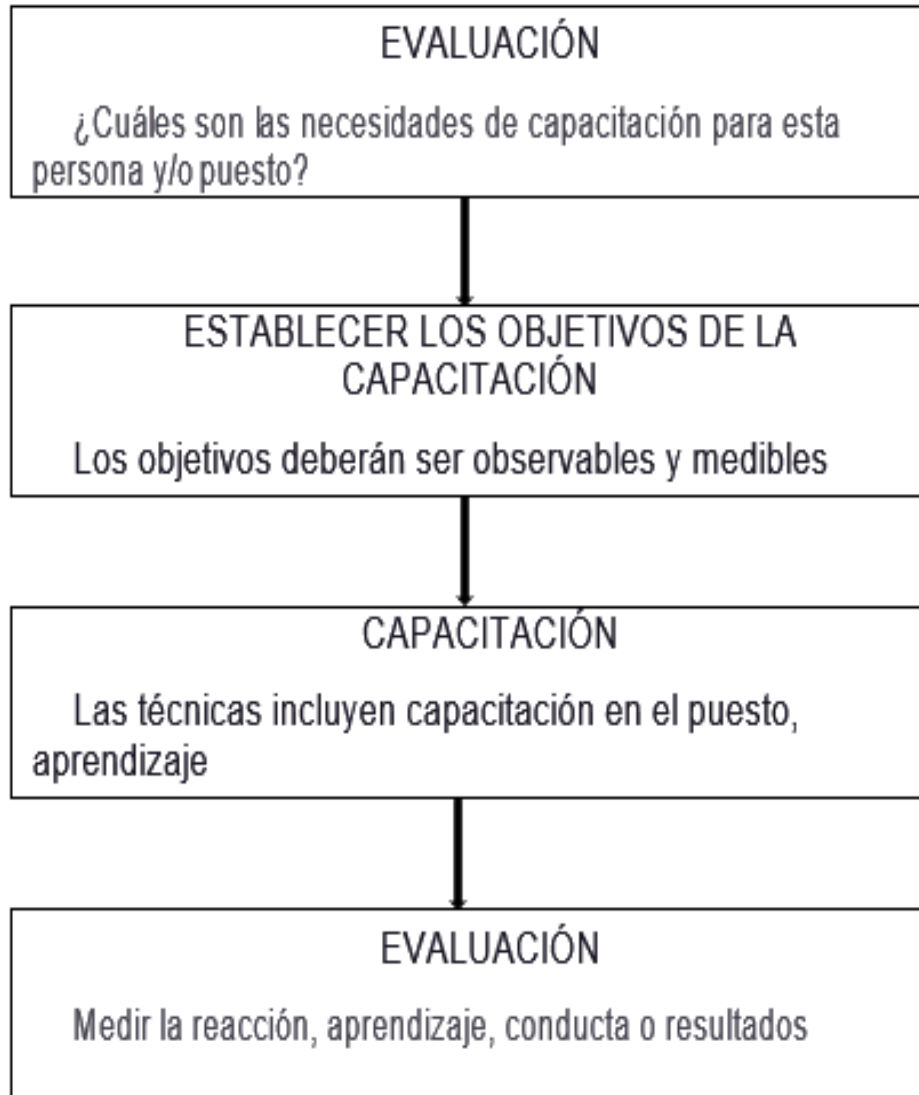 EVALUACIÓN
¿Cuáles son las necesidades de capacitación para esta
persona y/o puesto?
ESTABLECER LOS OBJETIVOS DE LA
CAPACITACIÓN
Los objetivos deberán ser observables y medibles
CAPACITACIÓN
Las técnicas incluyen capacitación en el puesto,
aprendizaje
EVALUACIÓN
Medir la reacción, aprendizaje, conducta o resultados